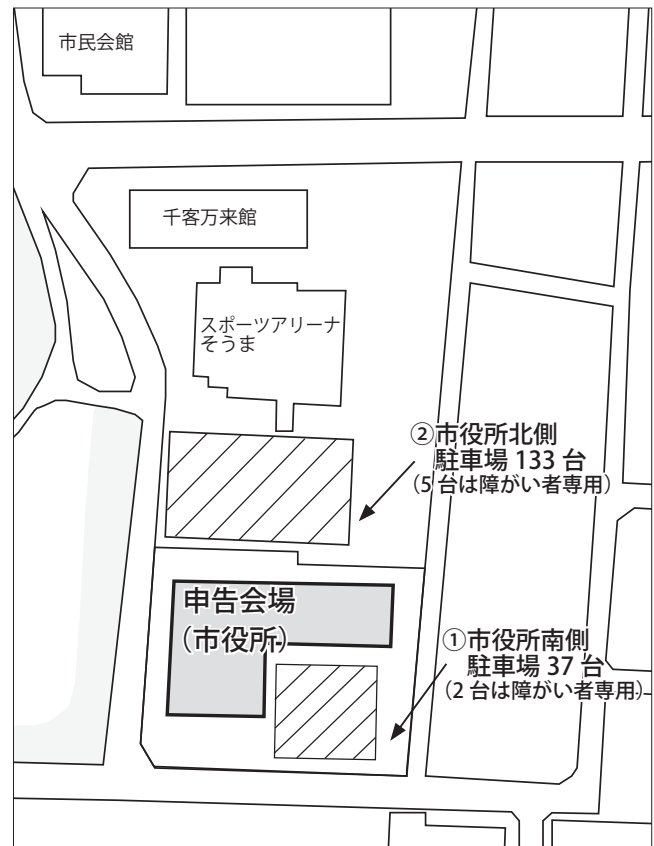 市民会館
千客万来館
スポーツアリーナ
そうま
②市役所北側
駐車場 133 台
（5 台は障がい者専用）
申告会場
（市役所）
①市役所南側
駐車場 37 台
（2 台は障がい者専用）